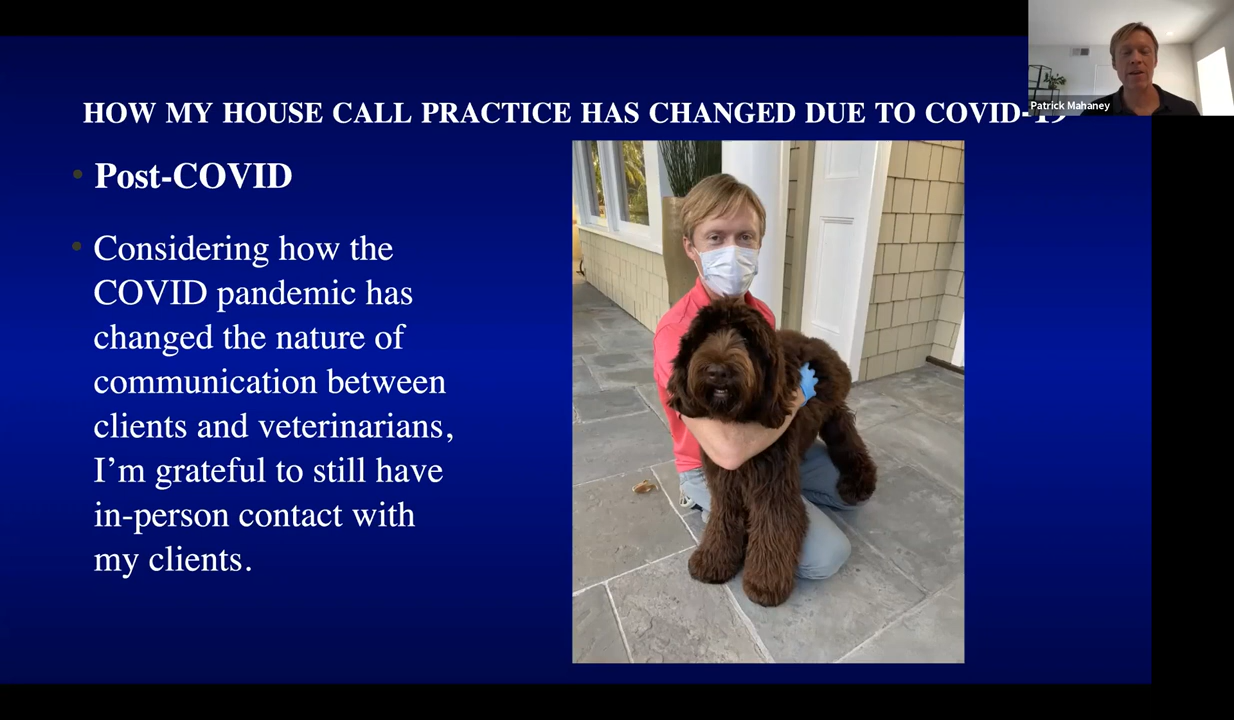 HOW MY HOUSE CALL PRACTICE HAS CHANGED DUE TO COVID-19
Patrick Mahaney
Post-COVID
Considering how the
COVID pandemic has
changed the nature of
communication between
clients and veterinarians,
I’m grateful to still have
in-person contact with
my clients.